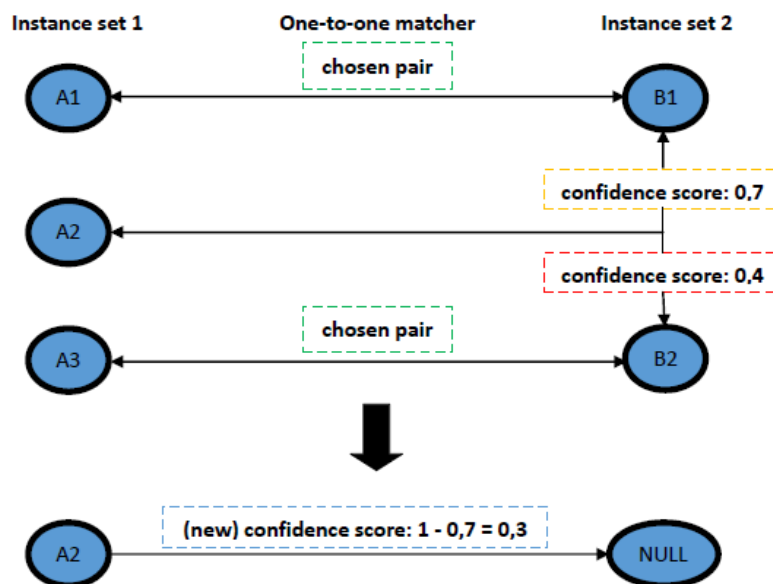 Instance set 1 One-to-one matcher Instance set 2
chosen pair
A1 B1
confidence score: 0,7
A2
confidence score: 0,4
chosen pair
A3 B2
(new) confidence score: 1 - 0,7 = 0,3
A2 NULL